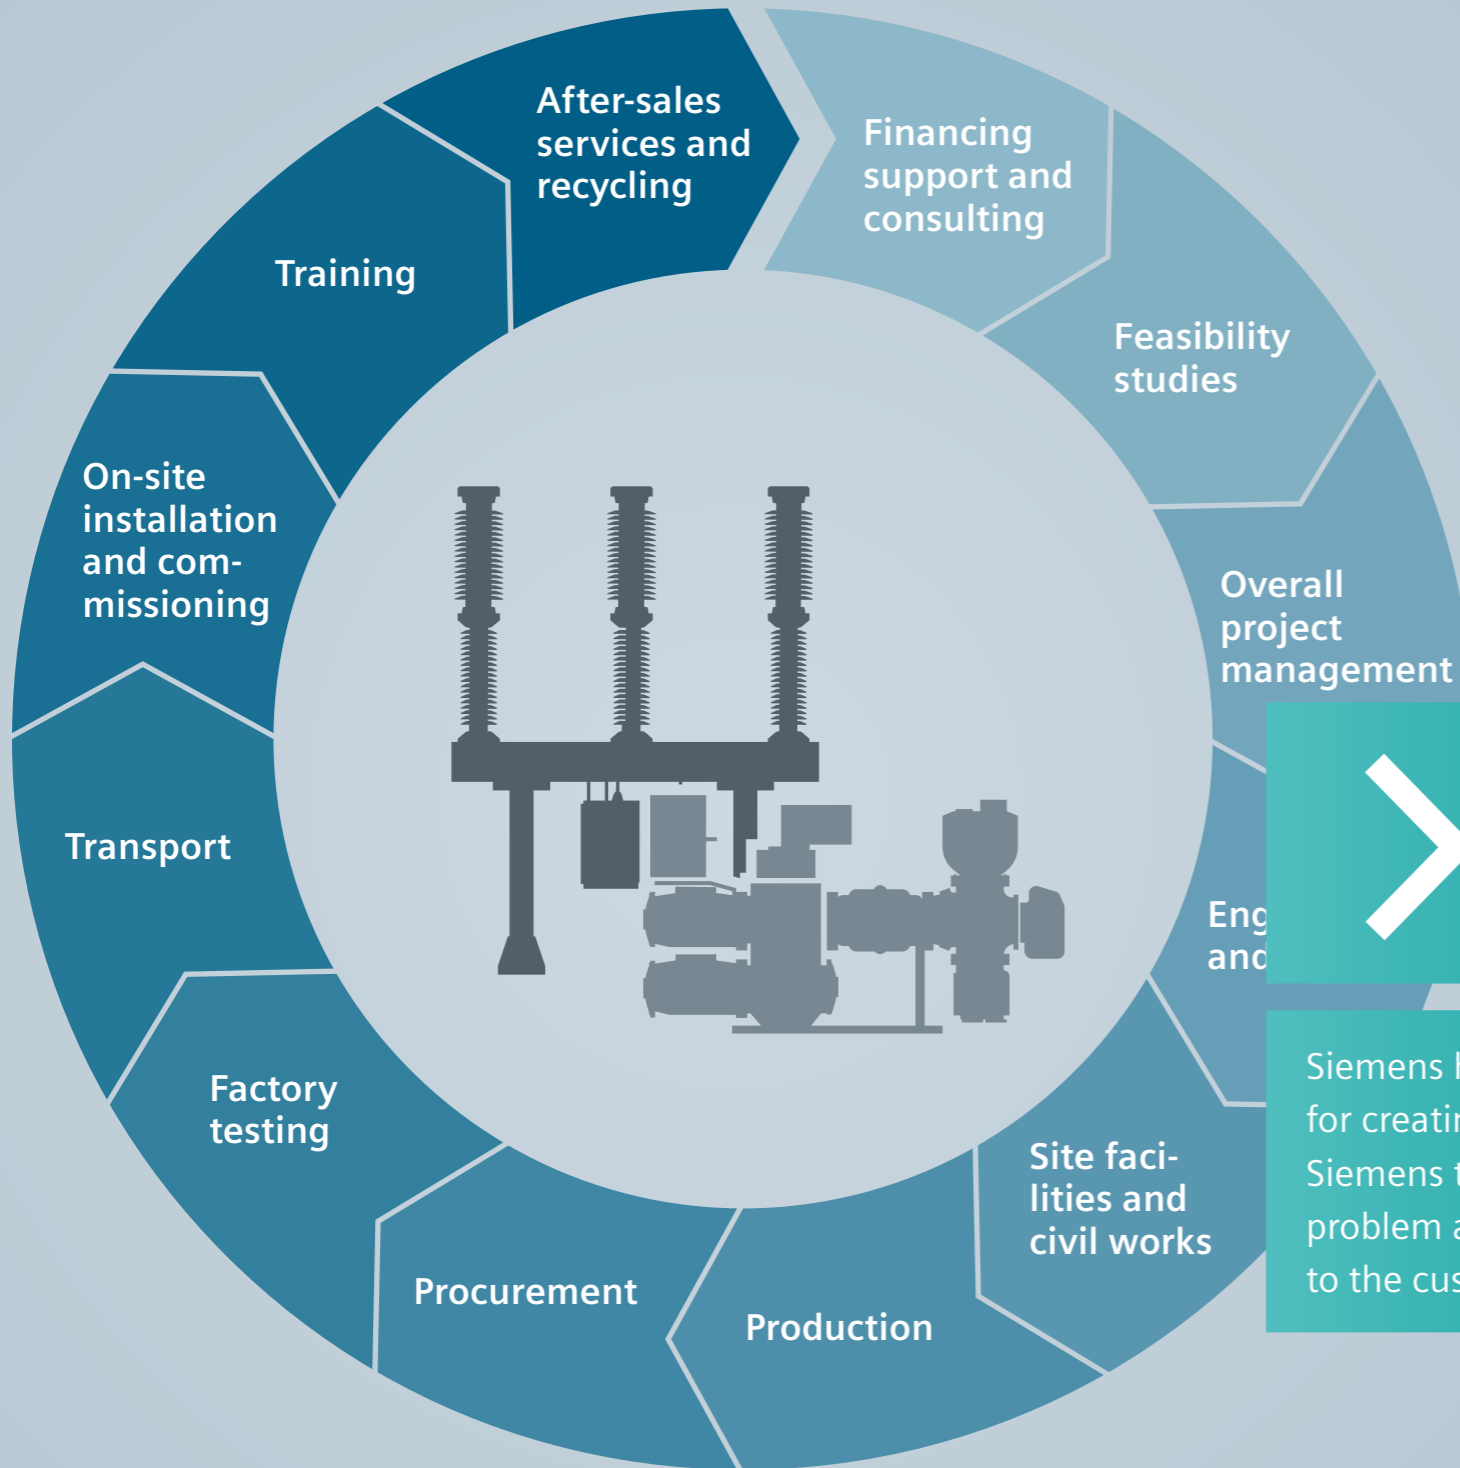 After-sales
services and
recycling
Financing
support and
consulting
Feasibility
studies
Overall
project
management
and
Site faci-
lities and
civil works
Production
Procurement
Factory
testing
Transport
On-site
installation
and com-
missioning
Training
Siemens
for
Siemens
problem
to the